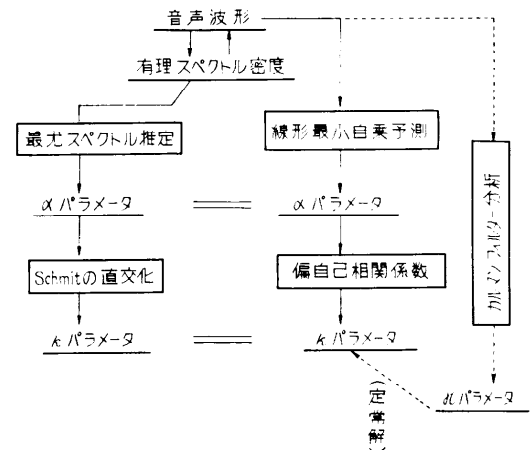 音声波形
有理スペクトル密度
最尤スペクトル推定
線形最小自乗予測
カルマンフィルター分析
αパラメータ
αパラメータ
Schmitの直交化
偏自己相関係数
kパラメータ
kパラメータ
パラメータ
(定常解)